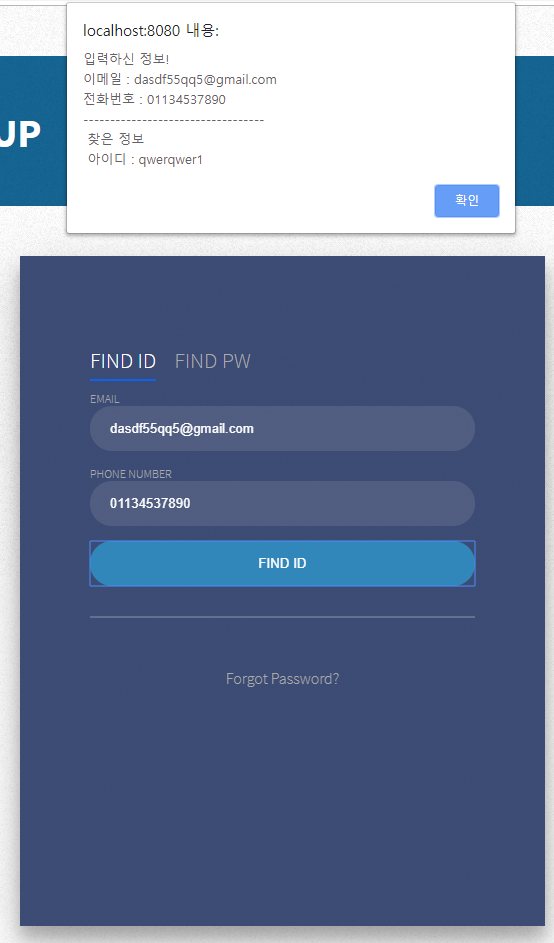 localhost:8080 내용:
입력하신 정보!
이메일 : dasdf55qq5@gmail.com
전화번호 : 01134537890
----------------------------------
찾은 정보
아이디 : qwerqwer1
확인
UP
FIND ID FIND PW
EMAIL
dasdf55qq5@gmail.com
PHONE NUMBER
01134537890
FIND ID
Forgot Password?